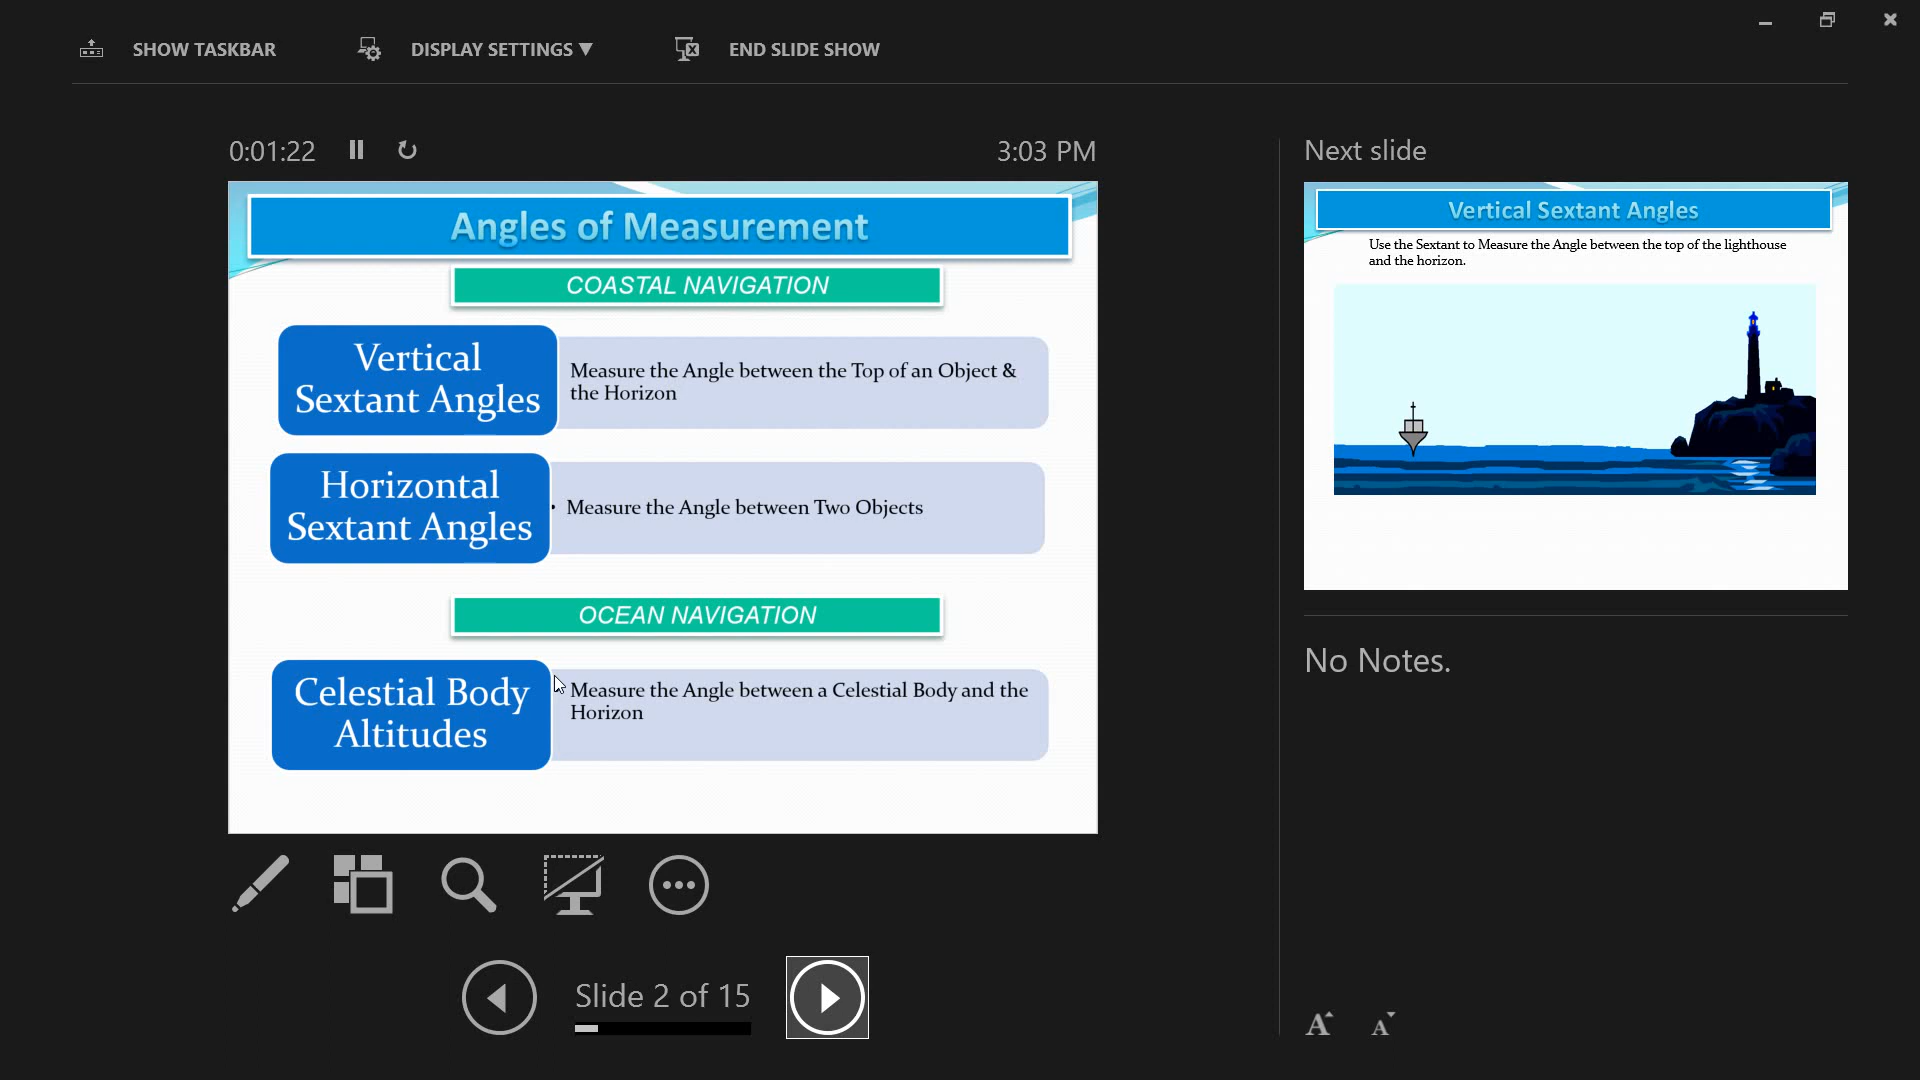 SHOW TASKBAR
DISPLAY SETTINGS ▼
END SLIDE SHOW
0:01:22
3:03 PM
Angles of Measurement
COASTAL NAVIGATION
Vertical
Sextant Angles
Measure the Angle between the Top of an Object &
the Horizon
Horizontal
Sextant Angles
• Measure the Angle between Two Objects
OCEAN NAVIGATION
Celestial Body
Altitudes
Measure the Angle between a Celestial Body and the
Horizon
Slide 2 of 15
Next slide
Vertical Sextant Angles
Use the Sextant to Measure the Angle between the top of the lighthouse
and the horizon.
No Notes.
A A